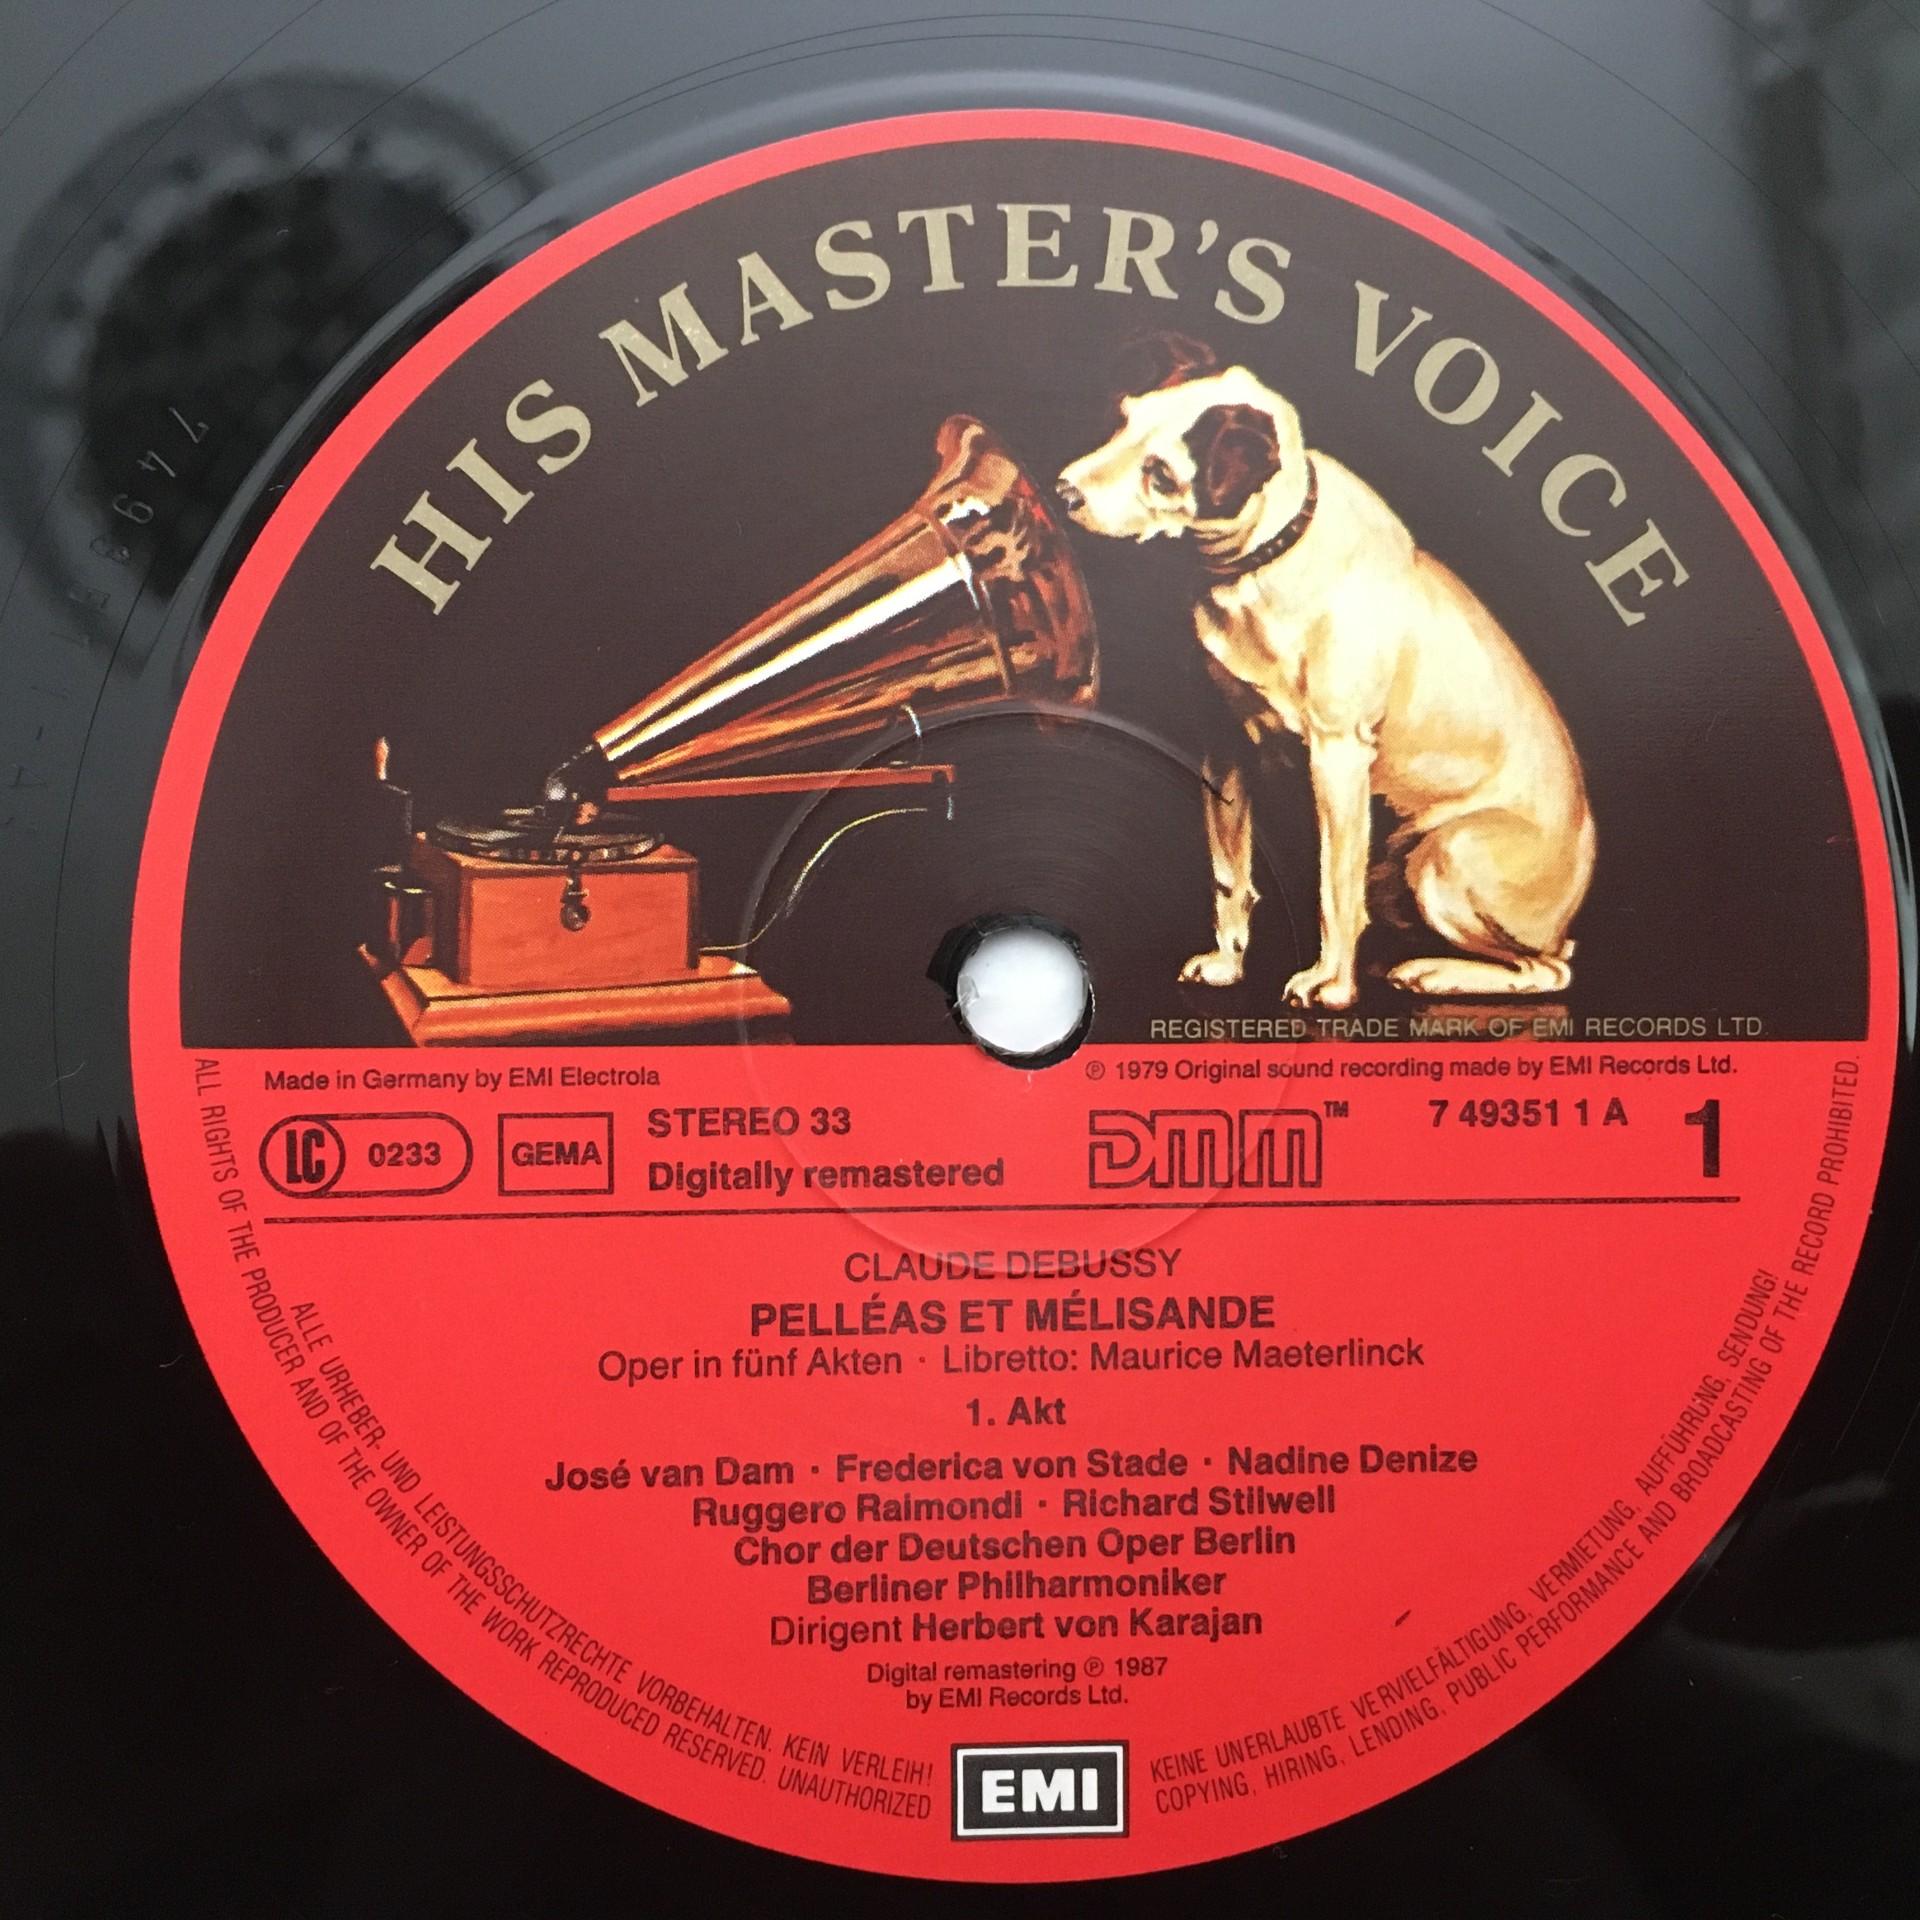 HIS MASTER'S VOICE
REGISTERED TRADE MARK OF EMI RECORDS LTD.
Made in Germany by EMI Electrola
℗ 1979 Original sound recording made by EMI Records Ltd.
LC 0233
GEMA
STEREO 33
Digitally remastered
DMM™
7 49351 1 A
1
CLAUDE DEBUSSY
PELLÉAS ET MÉLISANDE
Oper in fünf Akten · Libretto: Maurice Maeterlinck
1. Akt
José van Dam · Frederica von Stade · Nadine Denize
Ruggero Raimondi · Richard Stilwell
Chor der Deutschen Oper Berlin
Berliner Philharmoniker
Dirigent Herbert von Karajan
Digital remastering ℗ 1987
by EMI Records Ltd.
EMI
ALLE URHEBER- UND LEISTUNGSSCHUTZRECHTE VORBEHALTEN. KEIN VERLEIH!
KEINE UNERLAUBTE VERVIELFÄLTIGUNG, VERMIETUNG, AUFFÜHRUNG, SENDUNG!
ALL RIGHTS OF THE PRODUCER AND OF THE OWNER OF THE WORK REPRODUCED RESERVED. UNAUTHORIZED
COPYING, HIRING, LENDING, PUBLIC PERFORMANCE AND BROADCASTING OF THE RECORD PROHIBITED.